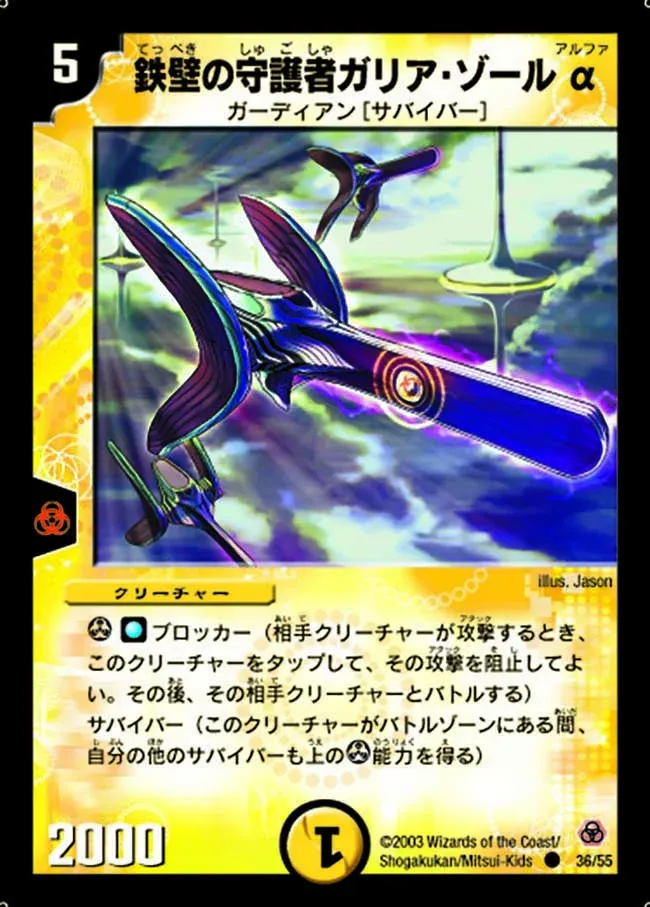 5
てっぺき しゅごしゃ アルファ
鉄壁の守護者ガリア・ゾール α
ガーディアン[サバイバー]
illus. Jason
クリーチャー
ブロッカー（相手クリーチャーが攻撃するとき、
このクリーチャーをタップして、その攻撃を阻止してよ
い。その後、その相手クリーチャーとバトルする）
サバイバー（このクリーチャーがバトルゾーンにある間、
自分の他のサバイバーも上の能力を得る）
2000
1
©2003 Wizards of the Coast/
Shogakukan/Mitsui-Kids
36/55